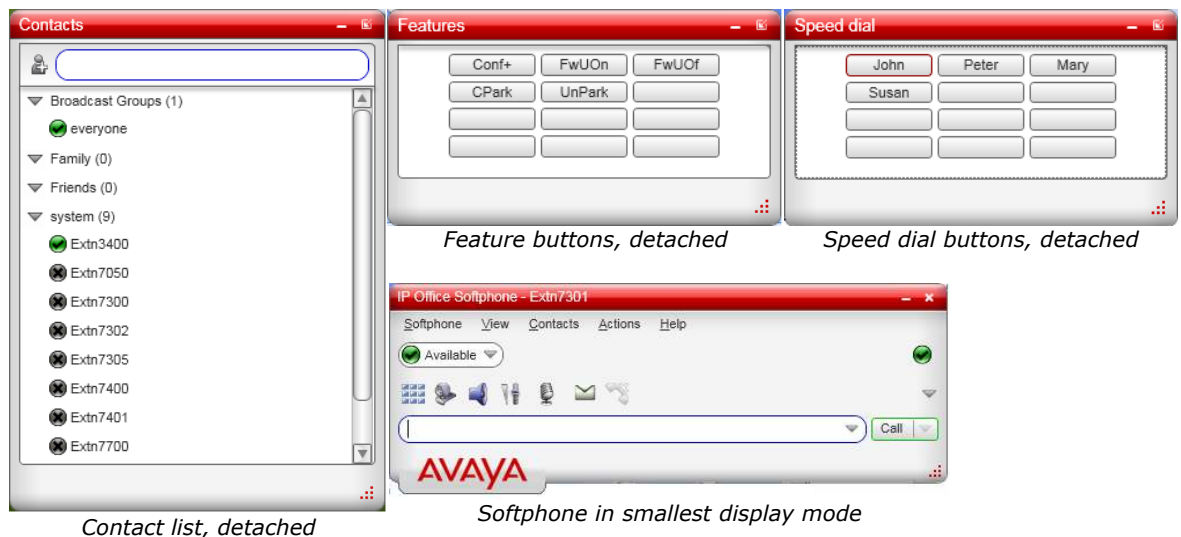 Contacts
Broadcast Groups (1)
everyone
Family (0)
Friends (0)
system (9)
Extn3400
Extn7050
Extn7300
Extn7302
Extn7305
Extn7400
Extn7401
Extn7700
Contact list, detached
Features
Conf+ FwUOn FwUOf
CPark UnPark
Feature buttons, detached
Speed dial
John Peter Mary
Susan
Speed dial buttons, detached
IP Office Softphone - Extn7301
Softphone View Contacts Actions Help
Available
Call
AVAYA
Softphone in smallest display mode